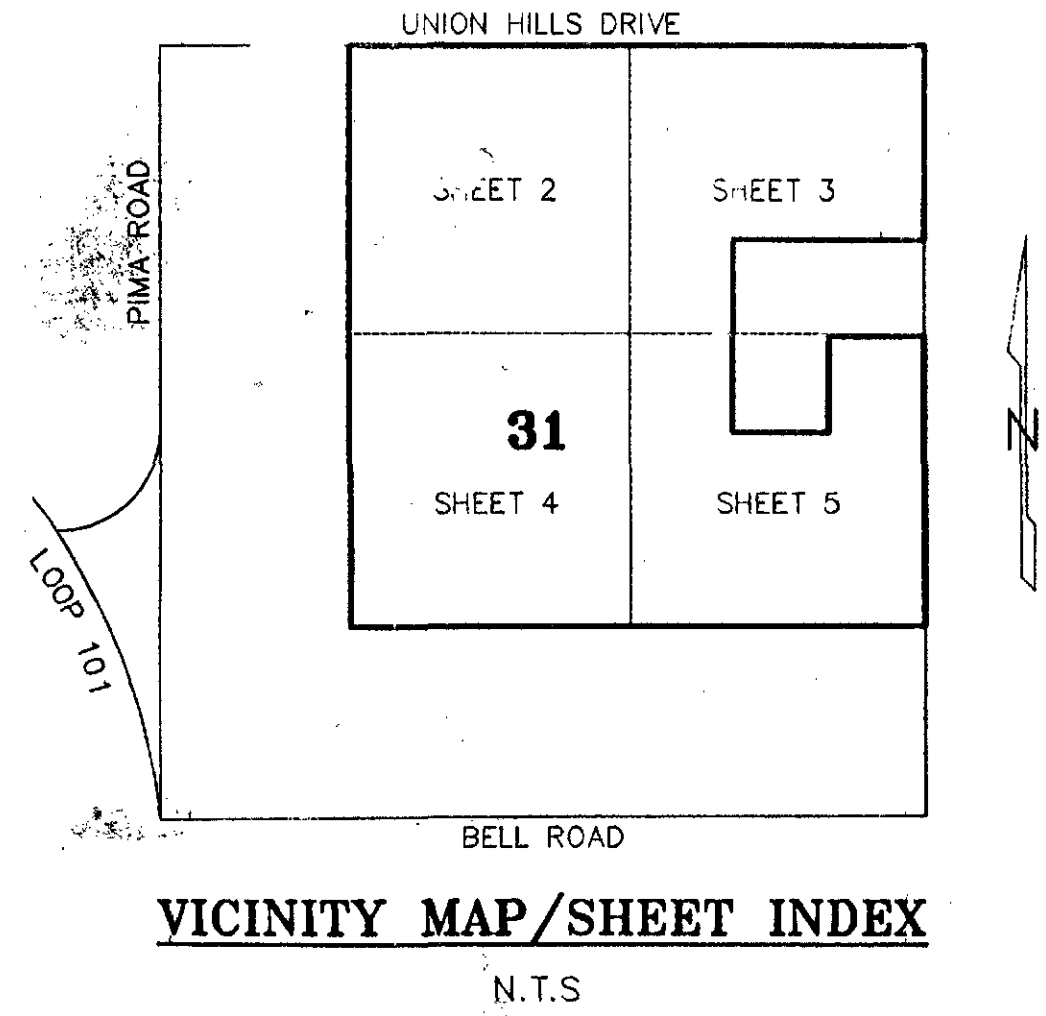 UNION HILLS DRIVE
PIMA ROAD
SHEET 2
SHEET 3
31
SHEET 4
SHEET 5
N
LOOP 101
BELL ROAD
VICINITY MAP/SHEET INDEX
N.T.S